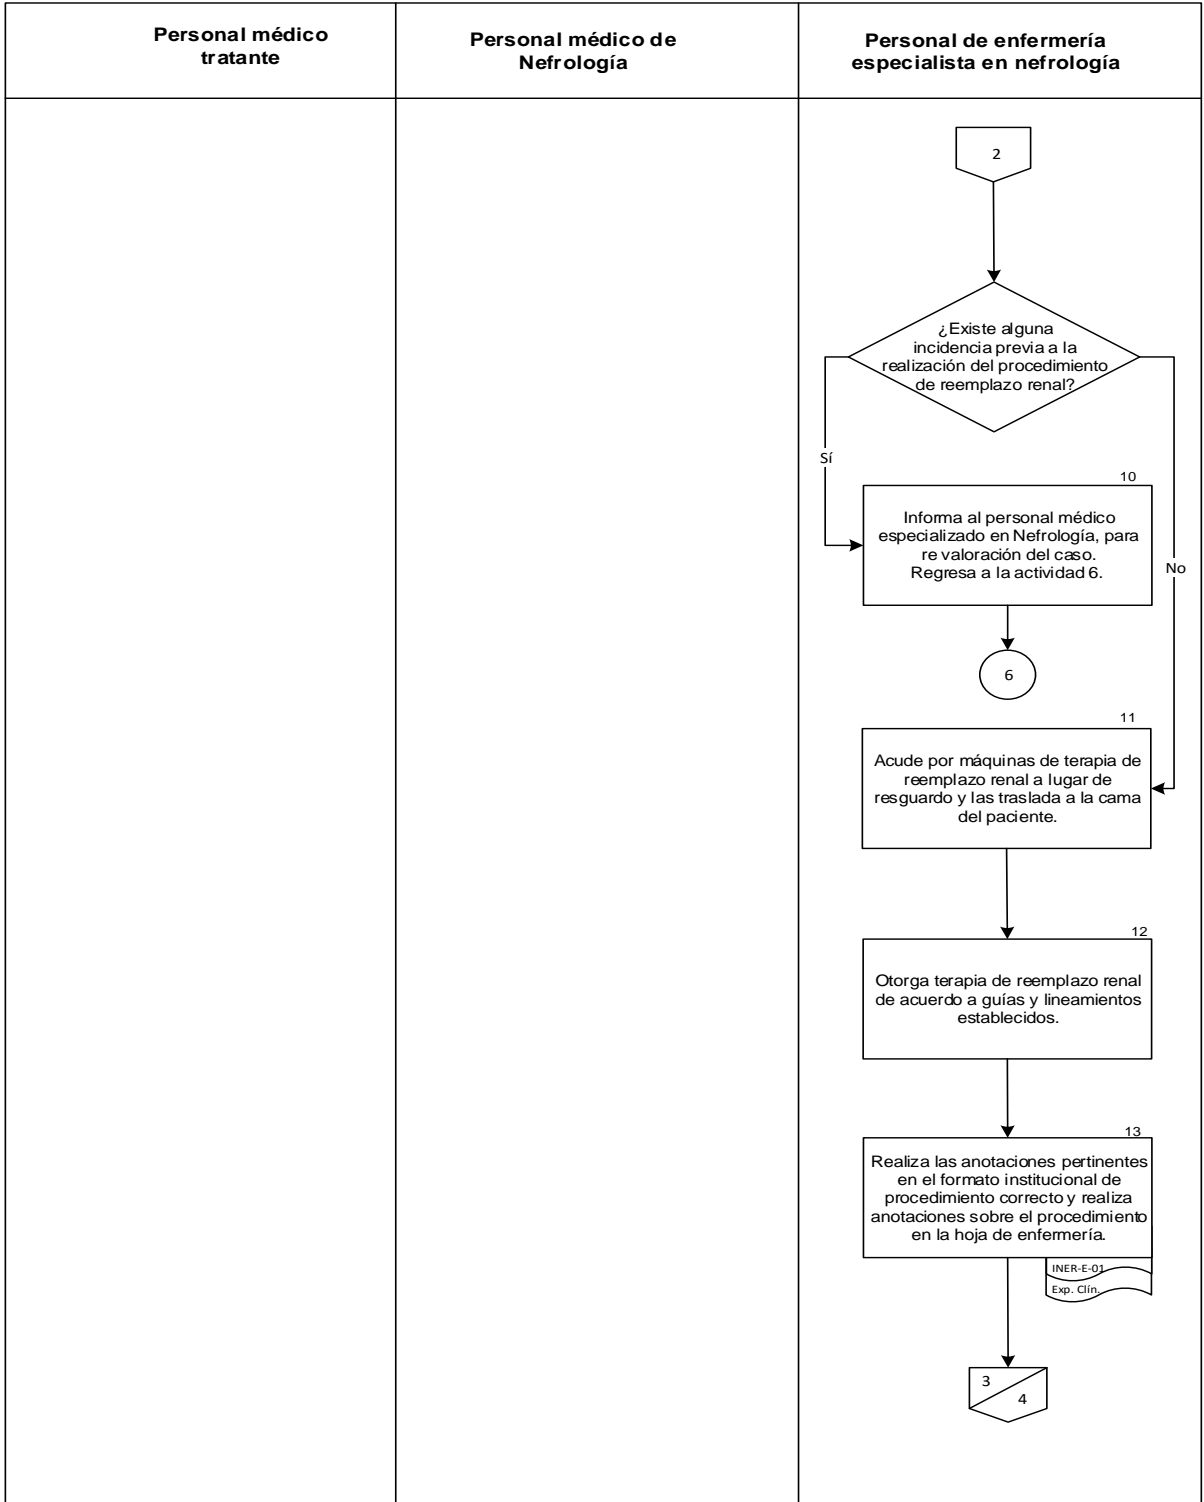 Personal médico
tratante
Personal médico de
Nefrología
Personal de enfermería
especialista en nefrología
2
¿Existe alguna
incidencia previa a la
realización del procedimiento
de reemplazo renal?
Sí
10
Informa al personal médico
especializado en Nefrología, para
re valoración del caso.
Regresa a la actividad 6.
No
6
11
Acude por máquinas de terapia de
reemplazo renal a lugar de
resguardo y las traslada a la cama
del paciente.
12
Otorga terapia de reemplazo renal
de acuerdo a guías y lineamientos
establecidos.
13
Realiza las anotaciones pertinentes
en el formato institucional de
procedimiento correcto y realiza
anotaciones sobre el procedimiento
en la hoja de enfermería.
INER-E-01
Exp. Clín.
3
4